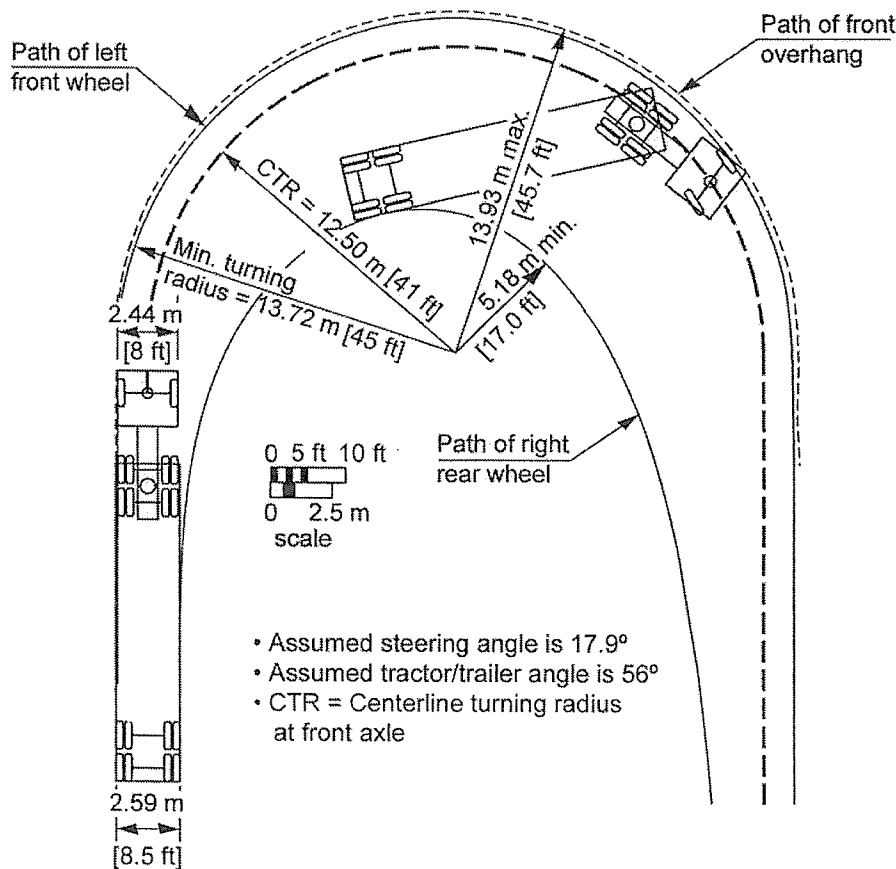 Path of left
front wheel
Path of front
overhang
CTR = 12.50 m [41 ft]
13.93 m max.
[45.7 ft]
Min. turning
radius = 13.72 m [45 ft]
5.18 m min.
[17.0 ft]
2.44 m
[8 ft]
Path of right
rear wheel
0 5 ft 10 ft
0 2.5 m
scale
• Assumed steering angle is 17.9º
• Assumed tractor/trailer angle is 56º
• CTR = Centerline turning radius
at front axle
2.59 m
[8.5 ft]